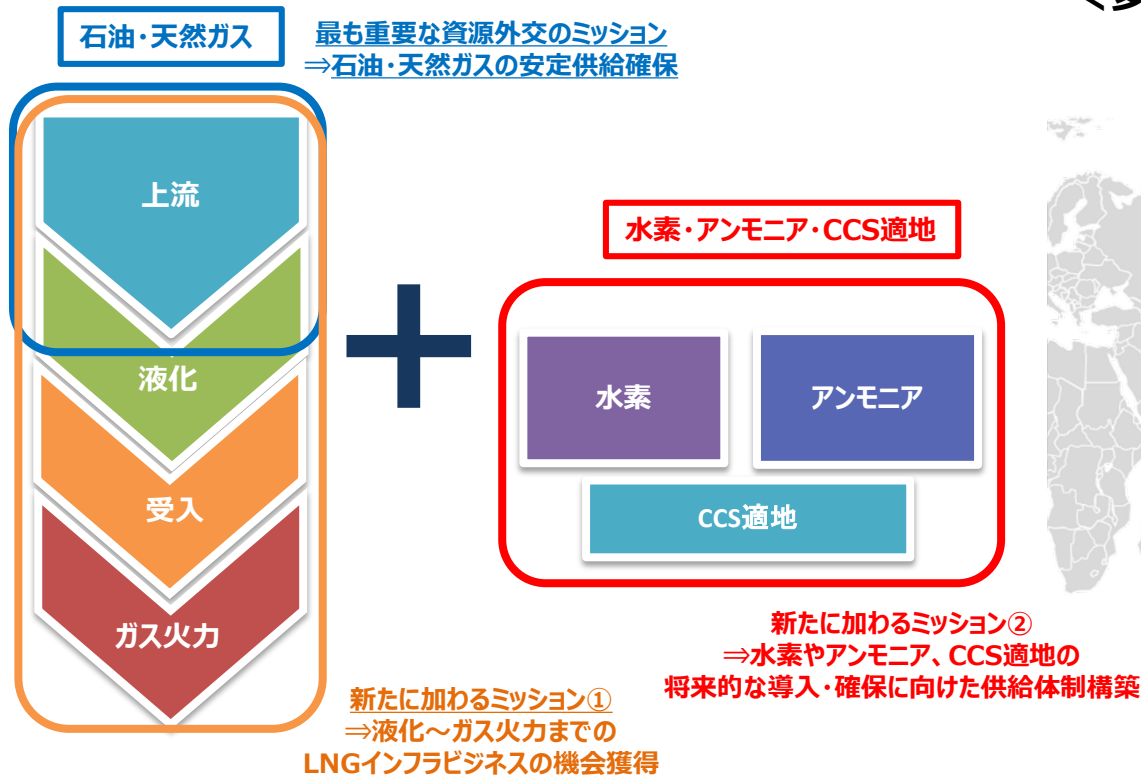 石油・天然ガス
最も重要な資源外交のミッション
⇒石油・天然ガスの安定供給確保
上流
液化
受入
ガス火力
水素・アンモニア・CCS適地
水素
アンモニア
CCS適地
新たに加わるミッション①
⇒液化～ガス火力までの
LNGインフラビジネスの機会獲得
新たに加わるミッション②
⇒水素やアンモニア、CCS適地の
将来的な導入・確保に向けた供給体制構築